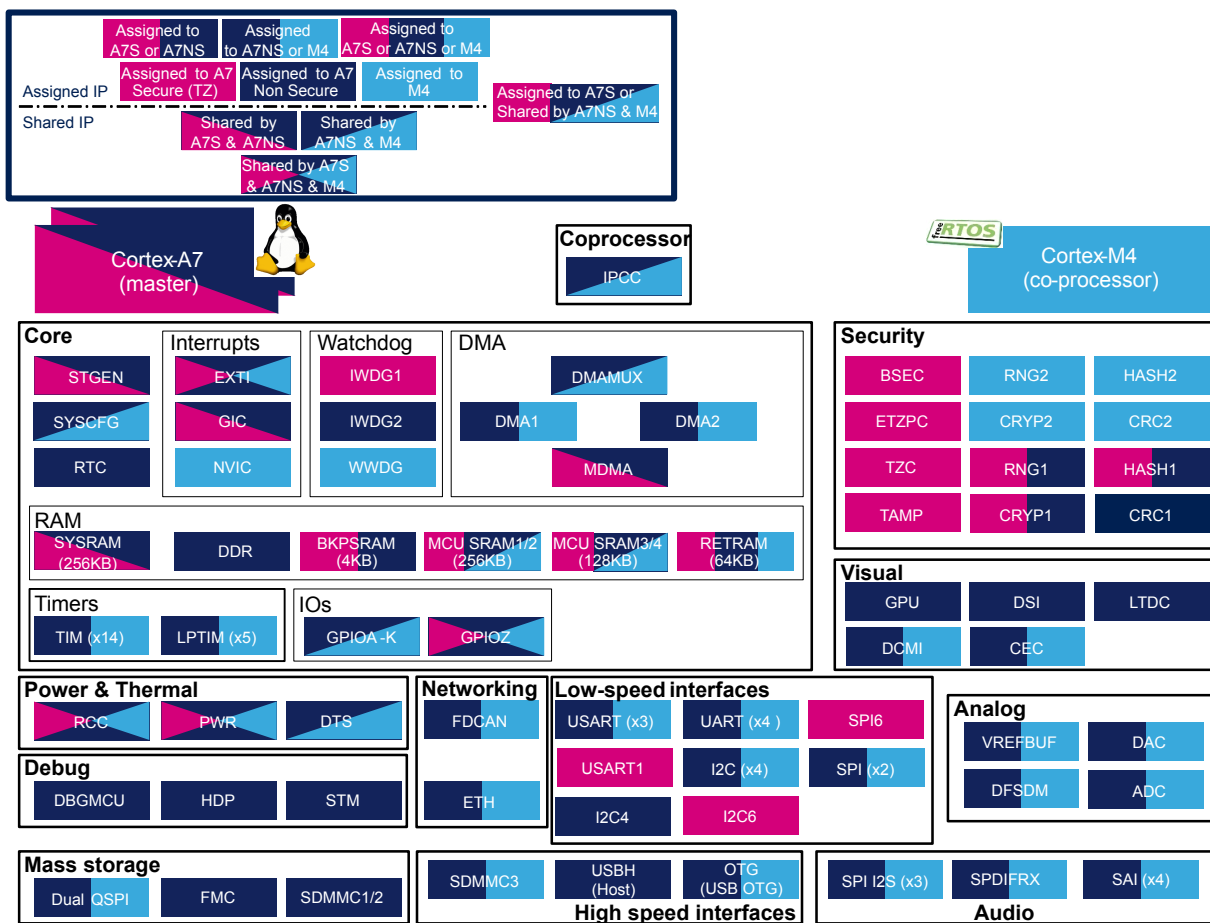 Assigned to
A7S or A7NS
Assigned
to A7NS or M4
Assigned to
A7S or A7NS or M4
Assigned to A7
Secure (TZ)
Assigned to A7
Non Secure
Assigned to
M4
Assigned to A7S or
Shared by A7NS & M4
Assigned IP
Shared IP
Shared by
A7S & A7NS
Shared by
A7NS & M4
Shared by A7S
& A7NS & M4
Cortex-A7
(master)
Coprocessor
IPCC
free RTOS
Cortex-M4
(co-processor)
Core
STGEN
SYSCFG
RTC
Interrupts
EXTI
GIC
NVIC
Watchdog
IWDG1
IWDG2
WWDG
DMA
DMAMUX
DMA1
DMA2
MDMA
RAM
SYSRAM
(256KB)
DDR
BKPSRAM
(4KB)
MCU SRAM1/2
(256KB)
MCU SRAM3/4
(128KB)
RETRAM
(64KB)
Timers
TIM (x14)
LPTIM (x5)
IOs
GPIOA -K
GPIOZ
Security
BSEC
RNG2
HASH2
ETZPC
CRYP2
CRC2
TZC
RNG1
HASH1
TAMP
CRYP1
CRC1
Visual
GPU
DSI
LTDC
DCMI
CEC
Power & Thermal
RCC
PWR
DTS
Debug
DBGMCU
HDP
STM
Networking
FDCAN
ETH
Low-speed interfaces
USART (x3)
UART (x4 )
SPI6
USART1
I2C (x4)
SPI (x2)
I2C4
I2C6
Analog
VREFBUF
DAC
DFSDM
ADC
Mass storage
Dual QSPI
FMC
SDMMC1/2
SDMMC3
USBH
(Host)
OTG
(USB OTG)
High speed interfaces
SPI I2S (x3)
SPDIFRX
SAI (x4)
Audio